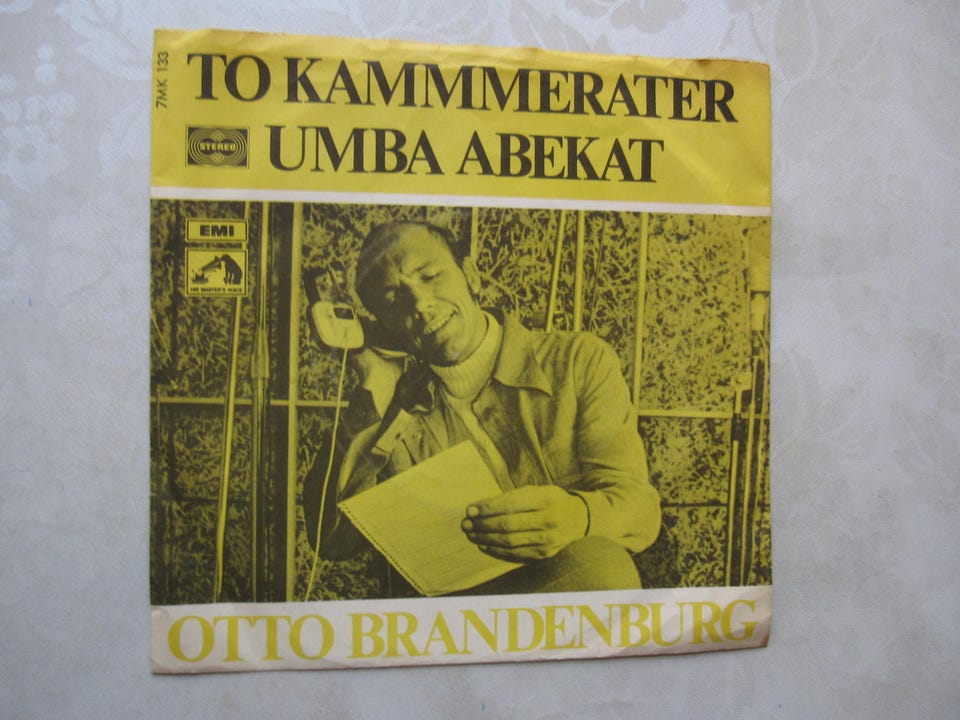 7MK 133
TO KAMMMERATER
STEREO
UMBA ABEKAT
EMI
HIS MASTER'S VOICE
OTTO BRANDENBURG